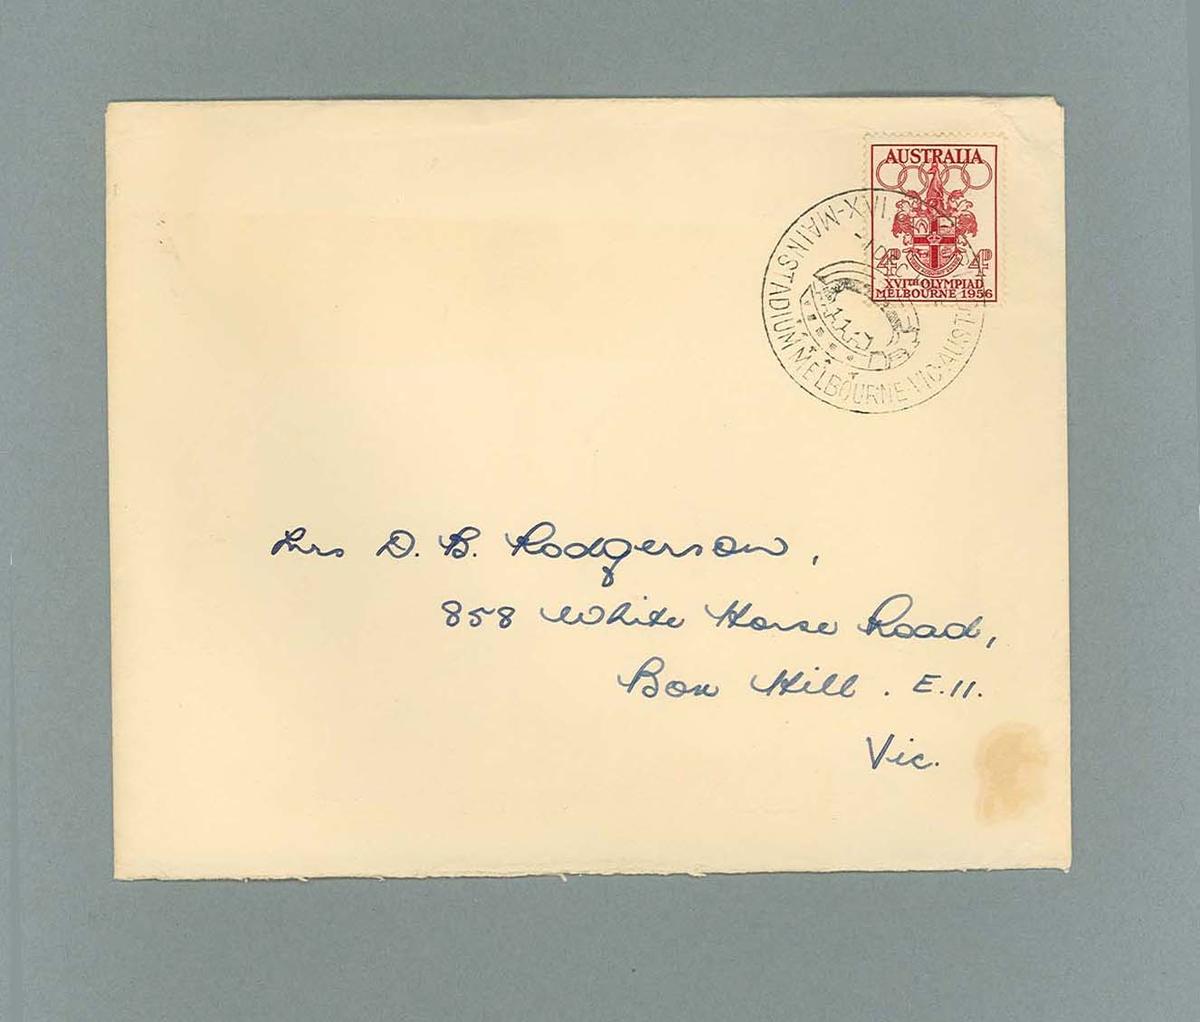 AUSTRALIA
4D 4D
XVITH OLYMPIAD
MELBOURNE 1956
MAIN STADIUM MELBOURNE·VIC·AUST
Mrs D. B. Rodgerson,
858 White Horse Road,
Box Hill. E.11.
Vic.